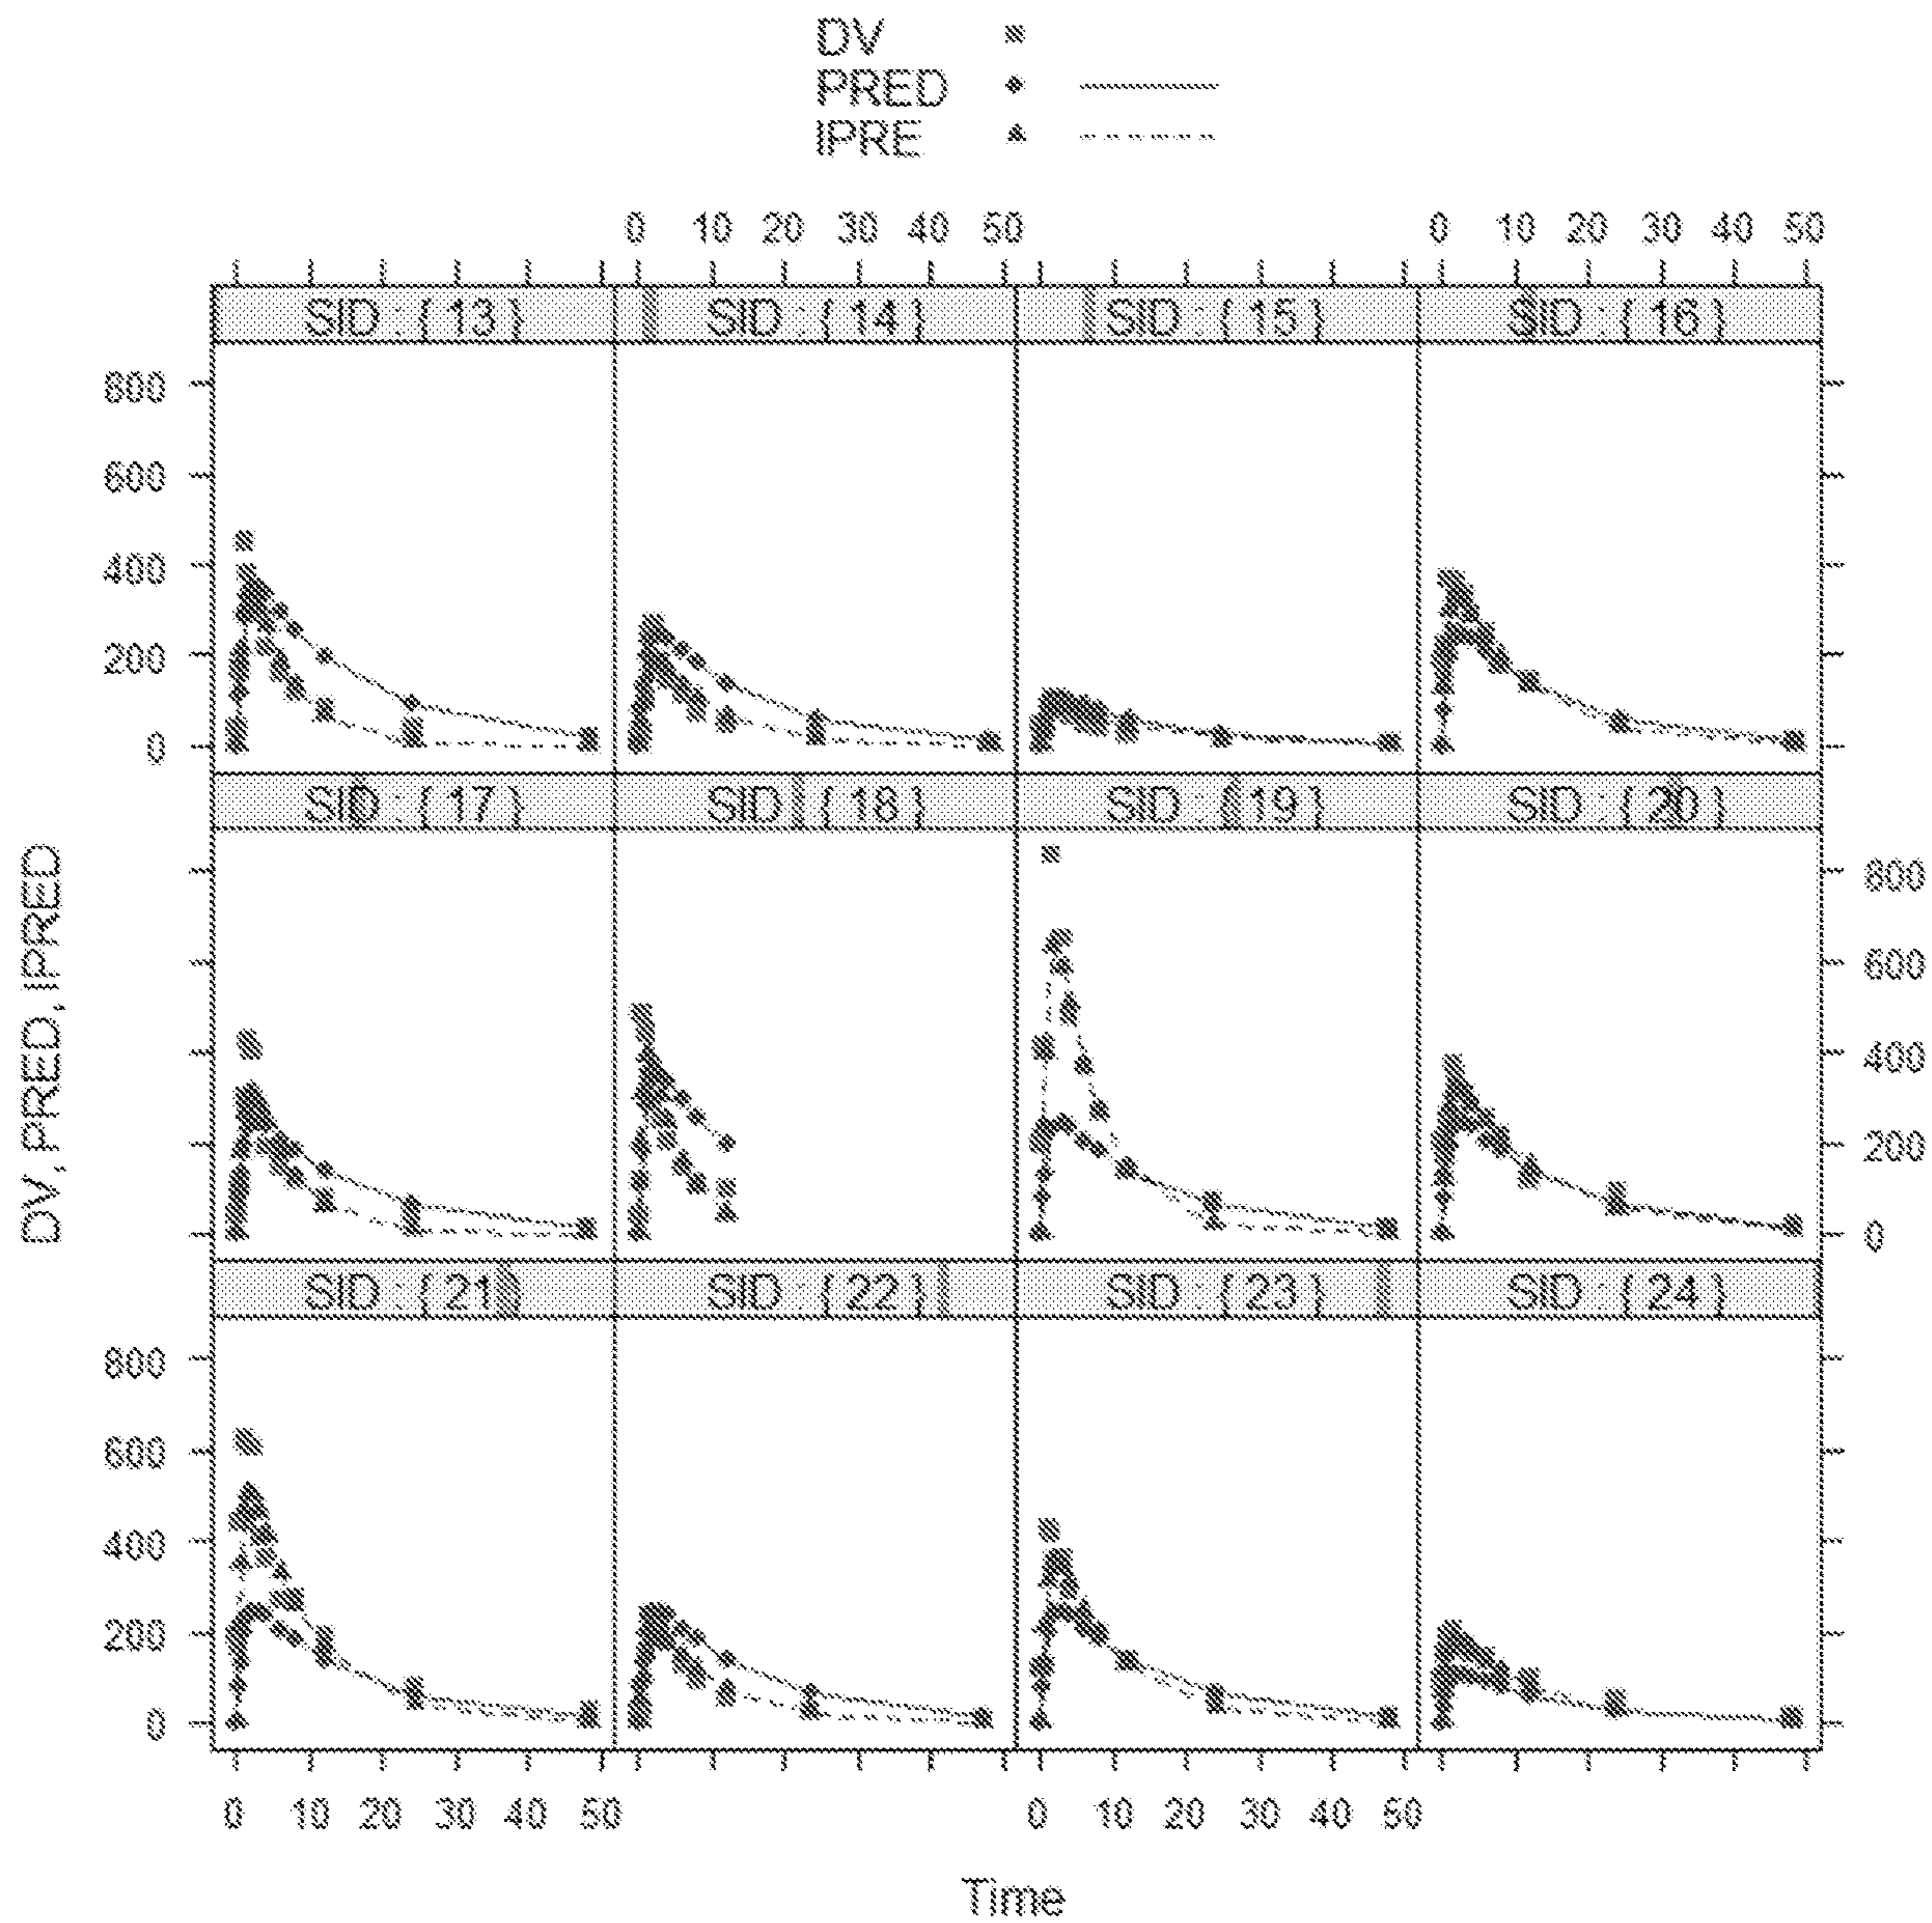 DV
PRED
IPRE
0 10 20 30 40 50 0 10 20 30 40 50
SID : { 13 } SID : { 14 } SID : { 15 } SID : { 16 }
800
600
400
200
0
SID : { 17 } SID : { 18 } SID : { 19 } SID : { 20 }
800
600
400
200
0
DV, PRED, IPRED
SID : { 21 } SID : { 22 } SID : { 23 } SID : { 24 }
800
600
400
200
0
0 10 20 30 40 50 0 10 20 30 40 50
Time